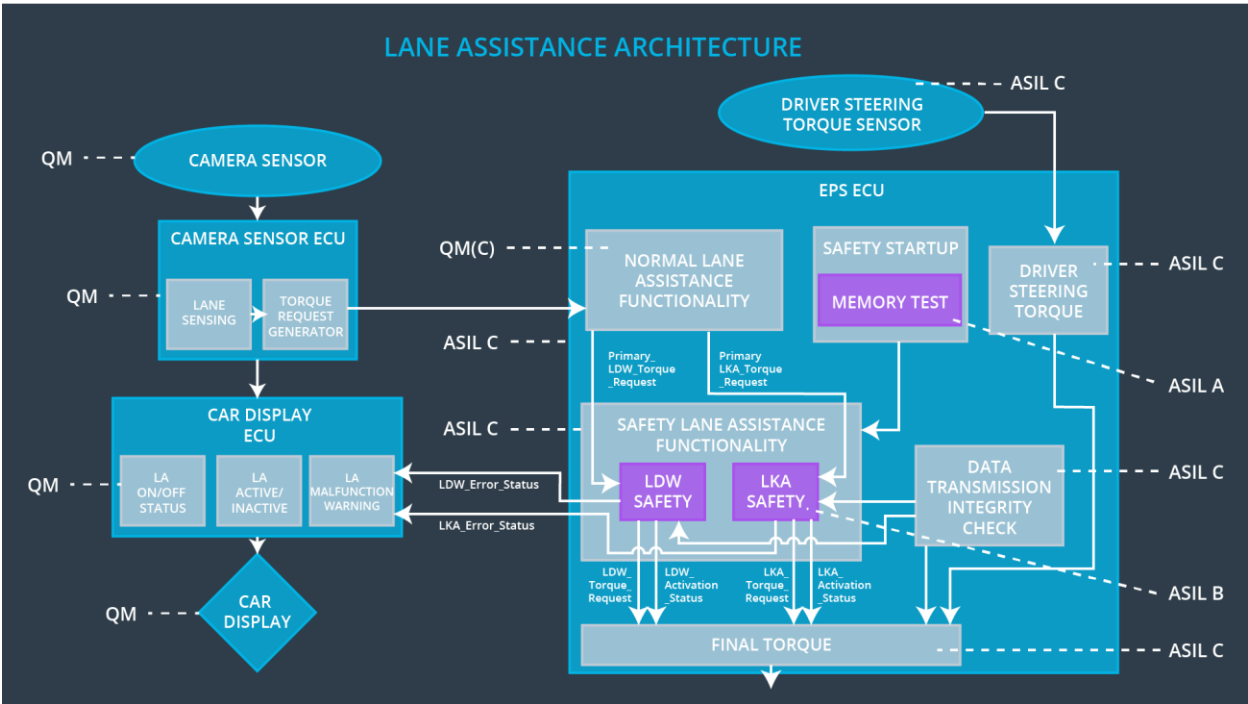 LANE ASSISTANCE ARCHITECTURE
ASIL C
DRIVER STEERING
TORQUE SENSOR
QM
CAMERA SENSOR
EPS ECU
CAMERA SENSOR ECU
QM(C)
NORMAL LANE
ASSISTANCE
FUNCTIONALITY
SAFETY STARTUP
MEMORY TEST
DRIVER
STEERING
TORQUE
ASIL C
QM
LANE
SENSING
TORQUE
REQUEST
GENERATOR
ASIL C
Primary_
LDW_Torque
_Request
Primary
LKA_Torque
_Request
ASIL A
CAR DISPLAY
ECU
ASIL C
SAFETY LANE ASSISTANCE
FUNCTIONALITY
QM
LA
ON/OFF
STATUS
LA
ACTIVE/
INACTIVE
LA
MALFUNCTION
WARNING
LDW_Error_Status
LKA_Error_Status
LDW
SAFETY
LKA
SAFETY
DATA
TRANSMISSION
INTEGRITY
CHECK
ASIL C
LDW_
Torque_
Request
LDW_
Activation
_Status
LKA_
Torque_
Request
LKA_
Activation
_Status
ASIL B
QM
CAR
DISPLAY
FINAL TORQUE
ASIL C